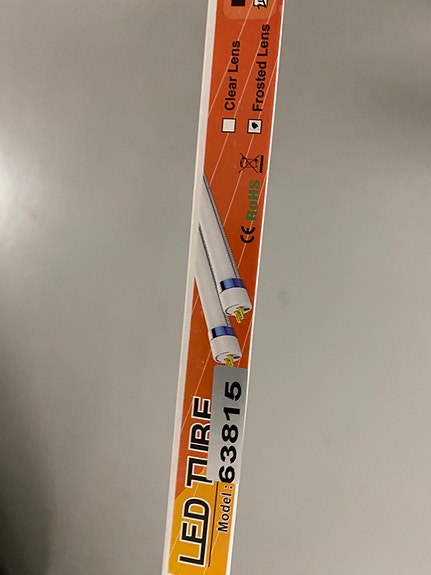 LED TUBE
Model: 63815
CE RoHS
Clear Lens
Frosted Lens